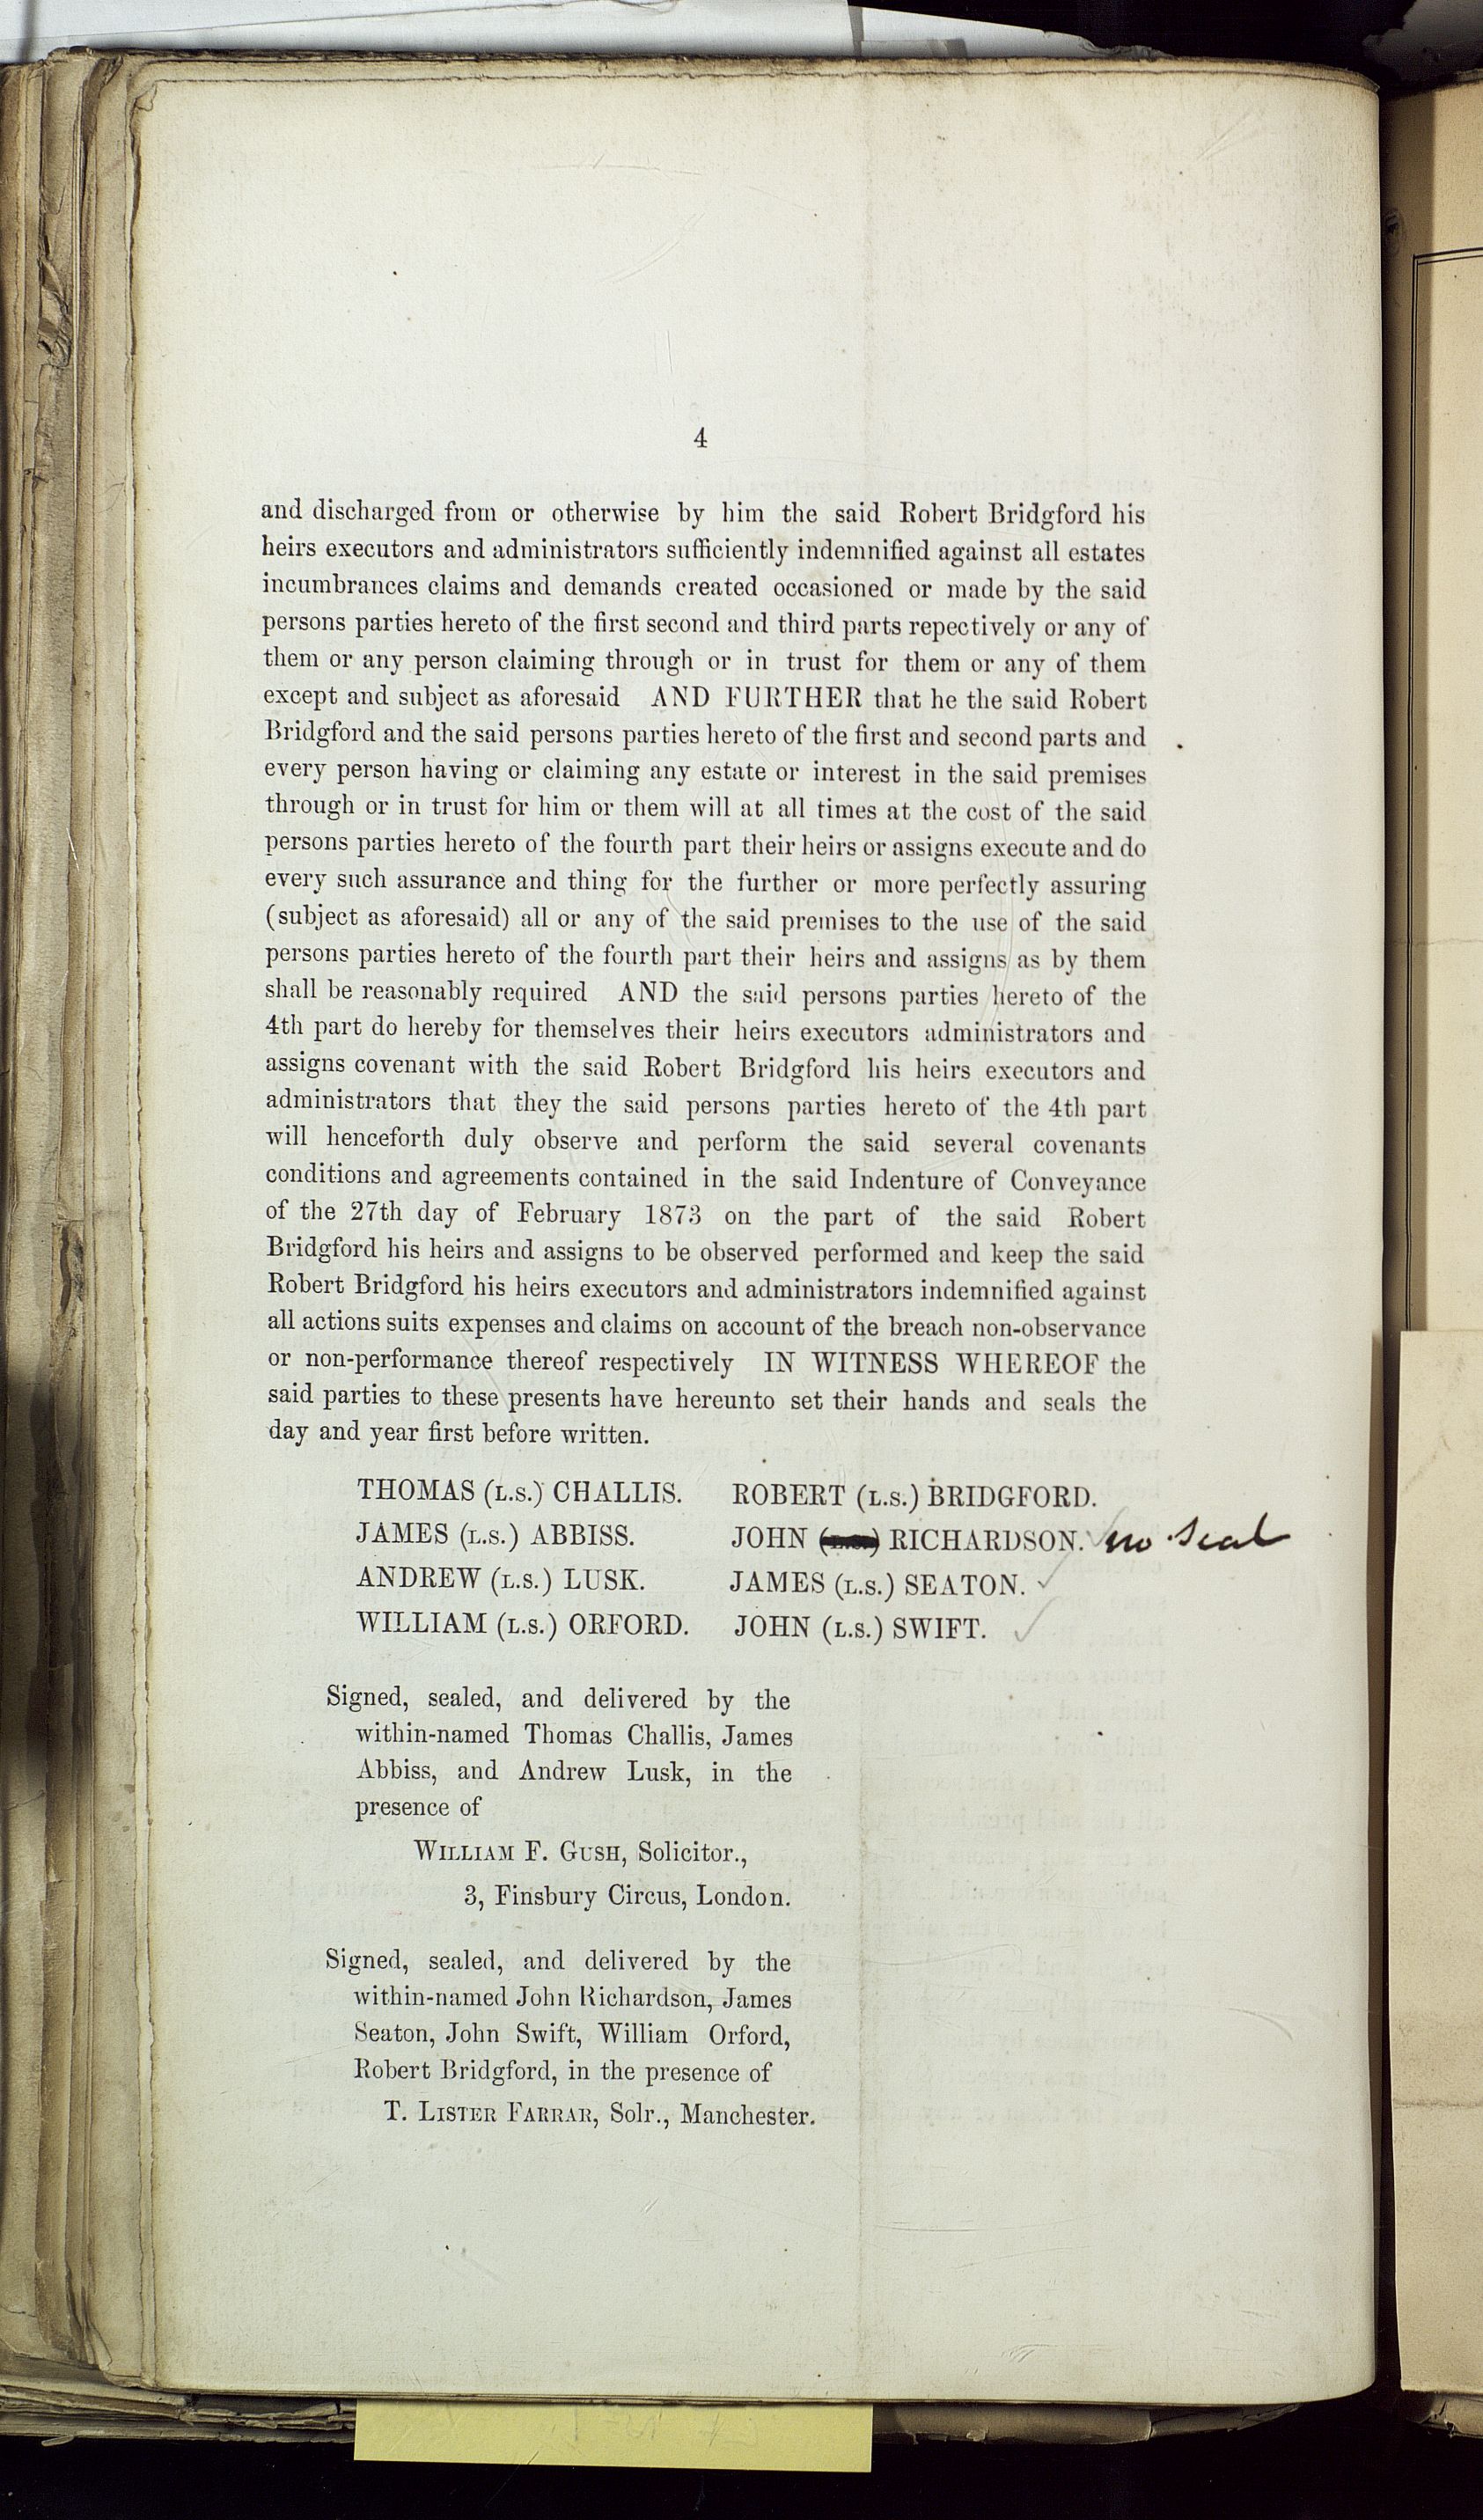 4
and discharged from or otherwise by him the said Robert Bridgford his
heirs executors and administrators sufficiently indemnified against all estates
incumbrances claims and demands created occasioned or made by the said
persons parties hereto of the first second and third parts repectively or any of
them or any person claiming through or in trust for them or any of them
except and subject as aforesaid AND FURTHER that he the said Robert
Bridgford and the said persons parties hereto of the first and second parts and
every person having or claiming any estate or interest in the said premises
through or in trust for him or them will at all times at the cost of the said
persons parties hereto of the fourth part their heirs or assigns execute and do
every such assurance and thing for the further or more perfectly assuring
(subject as aforesaid) all or any of the said premises to the use of the said
persons parties hereto of the fourth part their heirs and assigns as by them
shall be reasonably required AND the said persons parties hereto of the
4th part do hereby for themselves their heirs executors administrators and
assigns covenant with the said Robert Bridgford his heirs executors and
administrators that they the said persons parties hereto of the 4th part
will henceforth duly observe and perform the said several covenants
conditions and agreements contained in the said Indenture of Conveyance
of the 27th day of February 1873 on the part of the said Robert
Bridgford his heirs and assigns to be observed performed and keep the said
Robert Bridgford his heirs executors and administrators indemnified against
all actions suits expenses and claims on account of the breach non-observance
or non-performance thereof respectively IN WITNESS WHEREOF the
said parties to these presents have hereunto set their hands and seals the
day and year first before written.
THOMAS (L.S.) CHALLIS. ROBERT (L.S.) BRIDGFORD.
JAMES (L.S.) ABBISS. JOHN RICHARDSON. no Seal
ANDREW (L.S.) LUSK. JAMES (L.S.) SEATON. ✓
WILLIAM (L.S.) ORFORD. JOHN (L.S.) SWIFT. ✓
Signed, sealed, and delivered by the
within-named Thomas Challis, James
Abbiss, and Andrew Lusk, in the
presence of
WILLIAM F. GUSH, Solicitor.,
3, Finsbury Circus, London.
Signed, sealed, and delivered by the
within-named John Richardson, James
Seaton, John Swift, William Orford,
Robert Bridgford, in the presence of
T. LISTER FARRAR, Solr., Manchester.